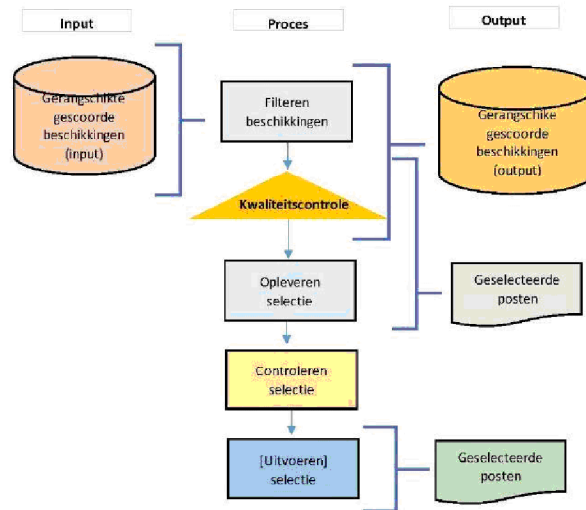 Input
Proces
Output
Gerangschikte
gescoorde
beschikkingen
(input)
Filteren
beschikkingen
Gerangschike
gescoorde
beschikkingen
(output)
Kwaliteitscontrole
Opleveren
selectie
Geselecteerde
posten
Controleren
selectie
[Uitvoeren]
selectie
Geselecteerde
posten